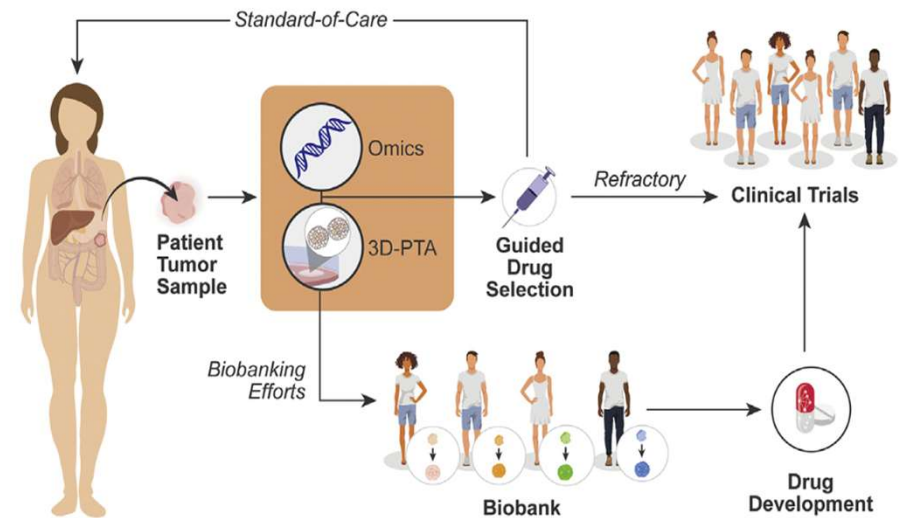 Standard-of-Care
Omics
3D-PTA
Patient
Tumor
Sample
Guided
Drug
Selection
Refractory
Clinical Trials
Biobanking
Efforts
Biobank
Drug
Development